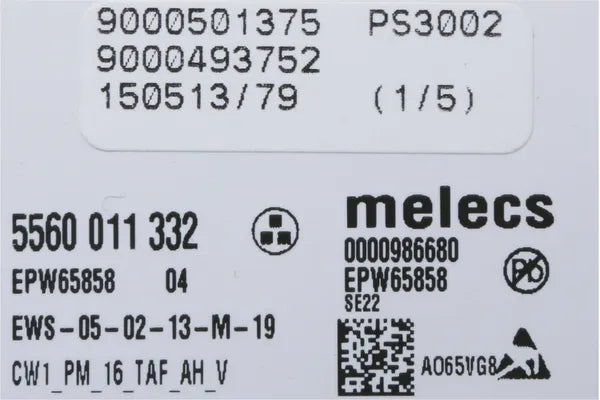 9000501375 PS3002
9000493752
150513/79 (1/5)
5560 011 332
EPW65858 04
EWS-05-02-13-M-19
CW1_PM_16_TAF_AH_V
melecs
0000986680
EPW65858
SE22
Pb
AO65VG8